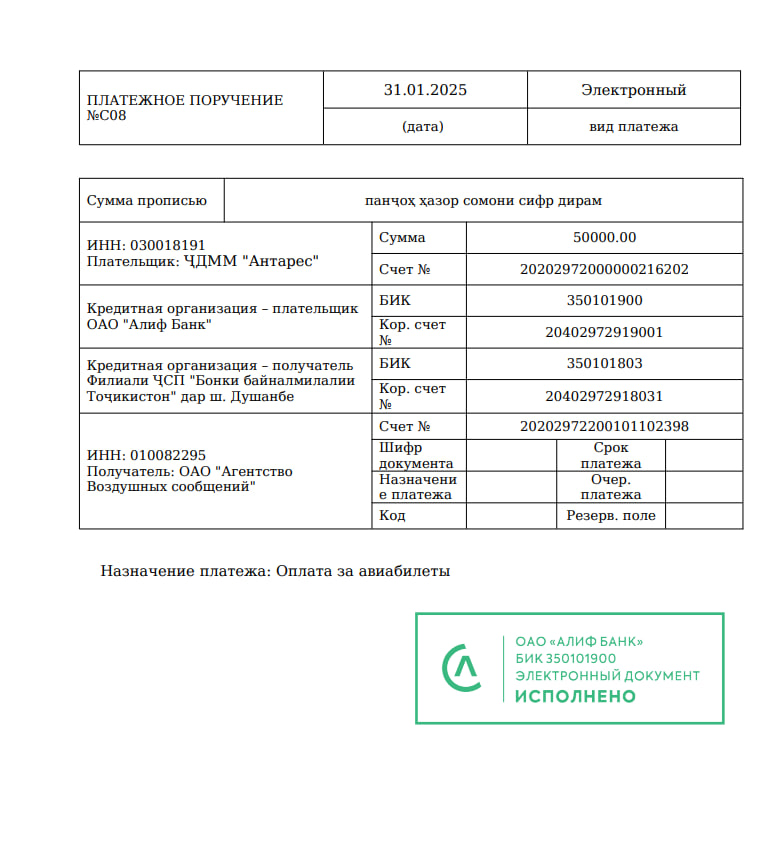 ПЛАТЕЖНОЕ ПОРУЧЕНИЕ
№C08
31.01.2025
Электронный
(дата)
вид платежа
Сумма прописью
панҷоҳ ҳазор сомони сифр дирам
ИНН: 030018191
Плательщик: ҶДММ "Антарес"
Сумма
50000.00
Счет №
20202972000000216202
Кредитная организация – плательщик
ОАО "Алиф Банк"
БИК
350101900
Кор. счет
№
20402972919001
Кредитная организация – получатель
Филиали ҶСП "Бонки байналмилалии
Тоҷикистон" дар ш. Душанбе
БИК
350101803
Кор. счет
№
20402972918031
ИНН: 010082295
Получатель: ОАО "Агентство
Воздушных сообщений"
Счет №
20202972200101102398
Шифр
документа
Срок
платежа
Назначени
е платежа
Очер.
платежа
Код
Резерв. поле
Назначение платежа: Оплата за авиабилеты
ОАО «АЛИФ БАНК»
БИК 350101900
ЭЛЕКТРОННЫЙ ДОКУМЕНТ
ИСПОЛНЕНО